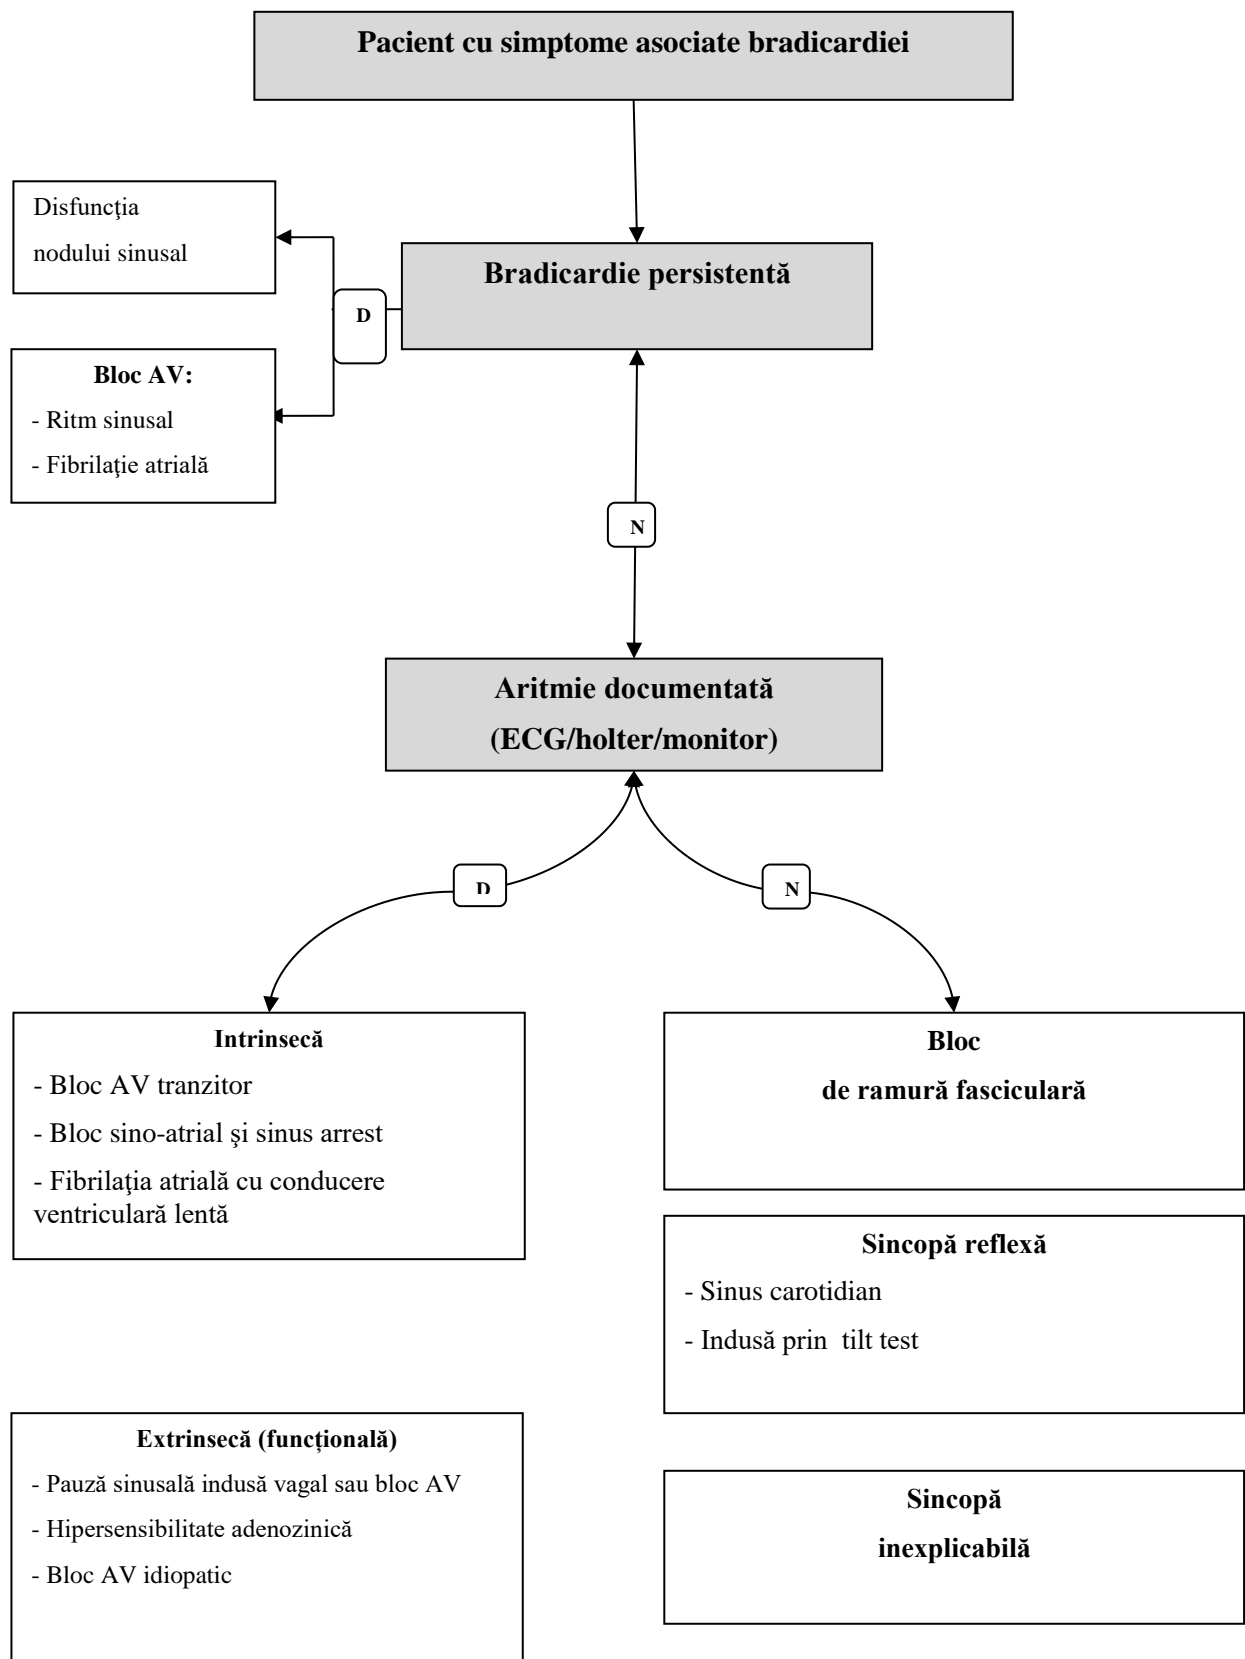 Pacient cu simptome asociate bradicardiei
Disfuncţia
nodului sinusal
Bradicardie persistentă
D
Bloc AV:
- Ritm sinusal
- Fibrilaţie atrială
N
Aritmie documentată
(ECG/holter/monitor)
D
N
Intrinsecă
- Bloc AV tranzitor
- Bloc sino-atrial şi sinus arrest
- Fibrilaţia atrială cu conducere
ventriculară lentă
Bloc
de ramură fasciculară
Sincopă reflexă
- Sinus carotidian
- Indusă prin tilt test
Extrinsecă (funcțională)
- Pauză sinusală indusă vagal sau bloc AV
- Hipersensibilitate adenozinică
- Bloc AV idiopatic
Sincopă
inexplicabilă